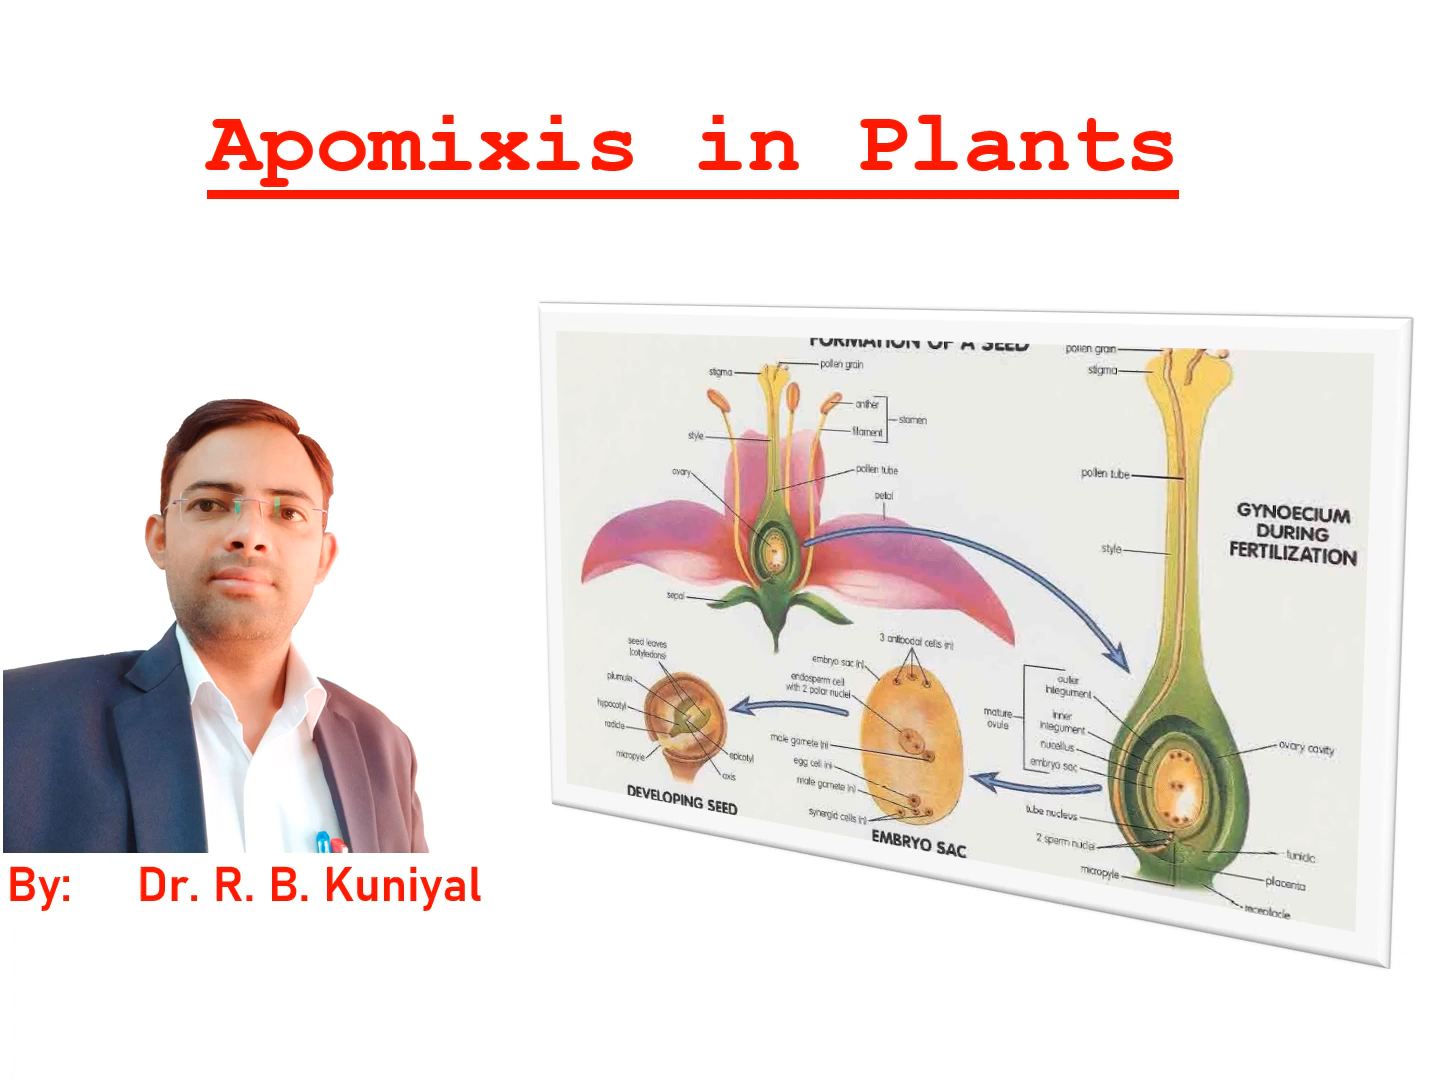 Apomixis in Plants
FORMATION OF A SEED
pollen grain
stigma
anther
stamen
filament
style
ovary
pollen tube
petal
sepal
pollen grain
stigma
pollen tube
style
GYNOECIUM
DURING
FERTILIZATION
seed leaves
(cotyledons)
plumule
hypocotyl
radicle
micropyle
epicotyl
axis
DEVELOPING SEED
3 antipodal cells (n)
embryo sac (n)
endosperm cell
with 2 polar nuclei
male gamete (n)
egg cell (n)
male gamete (n)
synergid cells (n)
EMBRYO SAC
mature
ovule
outer
integument
inner
integument
nucellus
embryo sac
ovary cavity
tube nucleus
2 sperm nuclei
micropyle
funiclc
placenta
receptacle
By: Dr. R. B. Kuniyal